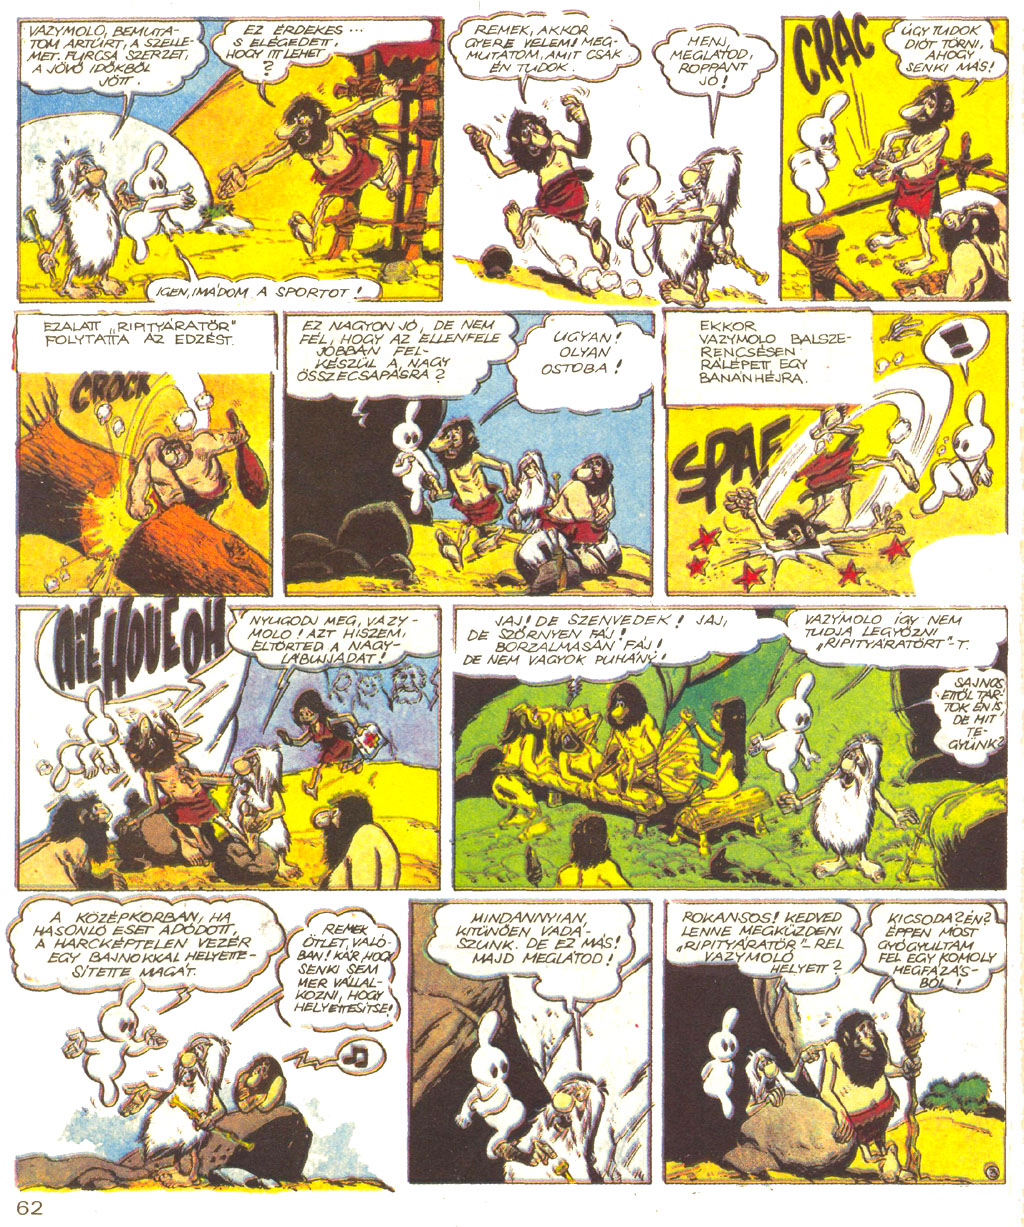 VAZYMOLO, BEMUTA-
TOM ARTÚRT, A SZELLE-
MET. FURCSA SZERZET,
A JÖVŐ IDŐKBŐL
JÖTT.
EZ ÉRDEKES ...
S ELÉGEDETT,
HOGY ITT LEHET
?
IGEN, IMÁDOM A SPORTOT!
REMEK, AKKOR
GYERE VELEM! MEG-
MUTATOM, AMIT CSAK
ÉN TUDOK.
HENJ,
MEGLÁTOD,
ROPPANT
JÓ!
CRAC
ÚGY TUDOK
DIÓT TÖRNI,
AHOGY
SENKI MÁS!
EZALATT „RIPITYÁRATÖR"
FOLYTATTA AZ EDZÉST.
CROCK
EZ NAGYON JÓ, DE NEM
FÉL, HOGY AZ ELLENFELE
JOBBAN FEL-
KÉSZÜL A NAGY
ÖSSZECSAPÁSRA?
UGYAN!
OLYAN
OSTOBA!
EKKOR
VAZYMOLO BALSZE-
RENCSÉSEN
RÁLÉPETT EGY
BANÁNHÉJRA.
SPAF
AÏE HOUE OH
NYUGODJ MEG, VAZY-
MOLO! AZT HISZEM,
ELTÖRTED A NAGY-
LÁBUJJADAT!
JAJ! DE SZENVEDEK! JAJ,
DE SZÖRNYEN FÁJ!
BORZALMASAN FÁJ!
DE NEM VAGYOK PUHÁNY!
VAZYMOLO ÍGY NEM
TUDJA LEGYŐZNI
„RIPITYÁRATÖRT"-T.
SAJNOS
ETTŐL TAR-
TOK ÉN IS,
DE MIT
TE-
GYÜNK?
A KÖZÉPKORBAN, HA
HASONLÓ ESET ADÓDOTT,
A HARCKÉPTELEN VEZÉR
EGY BAJNOKKAL HELYETTE-
SÍTETTE MAGÁT.
REMEK
ÖTLET, VALÓ-
BAN! KÁR, HOGY
SENKI SEM
MER VÁLLAL-
KOZNI, HOGY
HELYETTESÍTSE!
MINDANNYIAN,
KITŰNŐEN VADÁ-
SZUNK. DE EZ MÁS!
MAJD MEGLÁTOD!
ROKANSOS! KEDVED
LENNE MEGKÜZDENI
„RIPITYÁRATÖR"-REL
VAZYMOLO
HELYETT?
KICSODA? ÉN?
ÉPPEN MOST
GYÓGYULTAM
FEL EGY KOMOLY
MEGFÁZÁS-
BÓL!
62